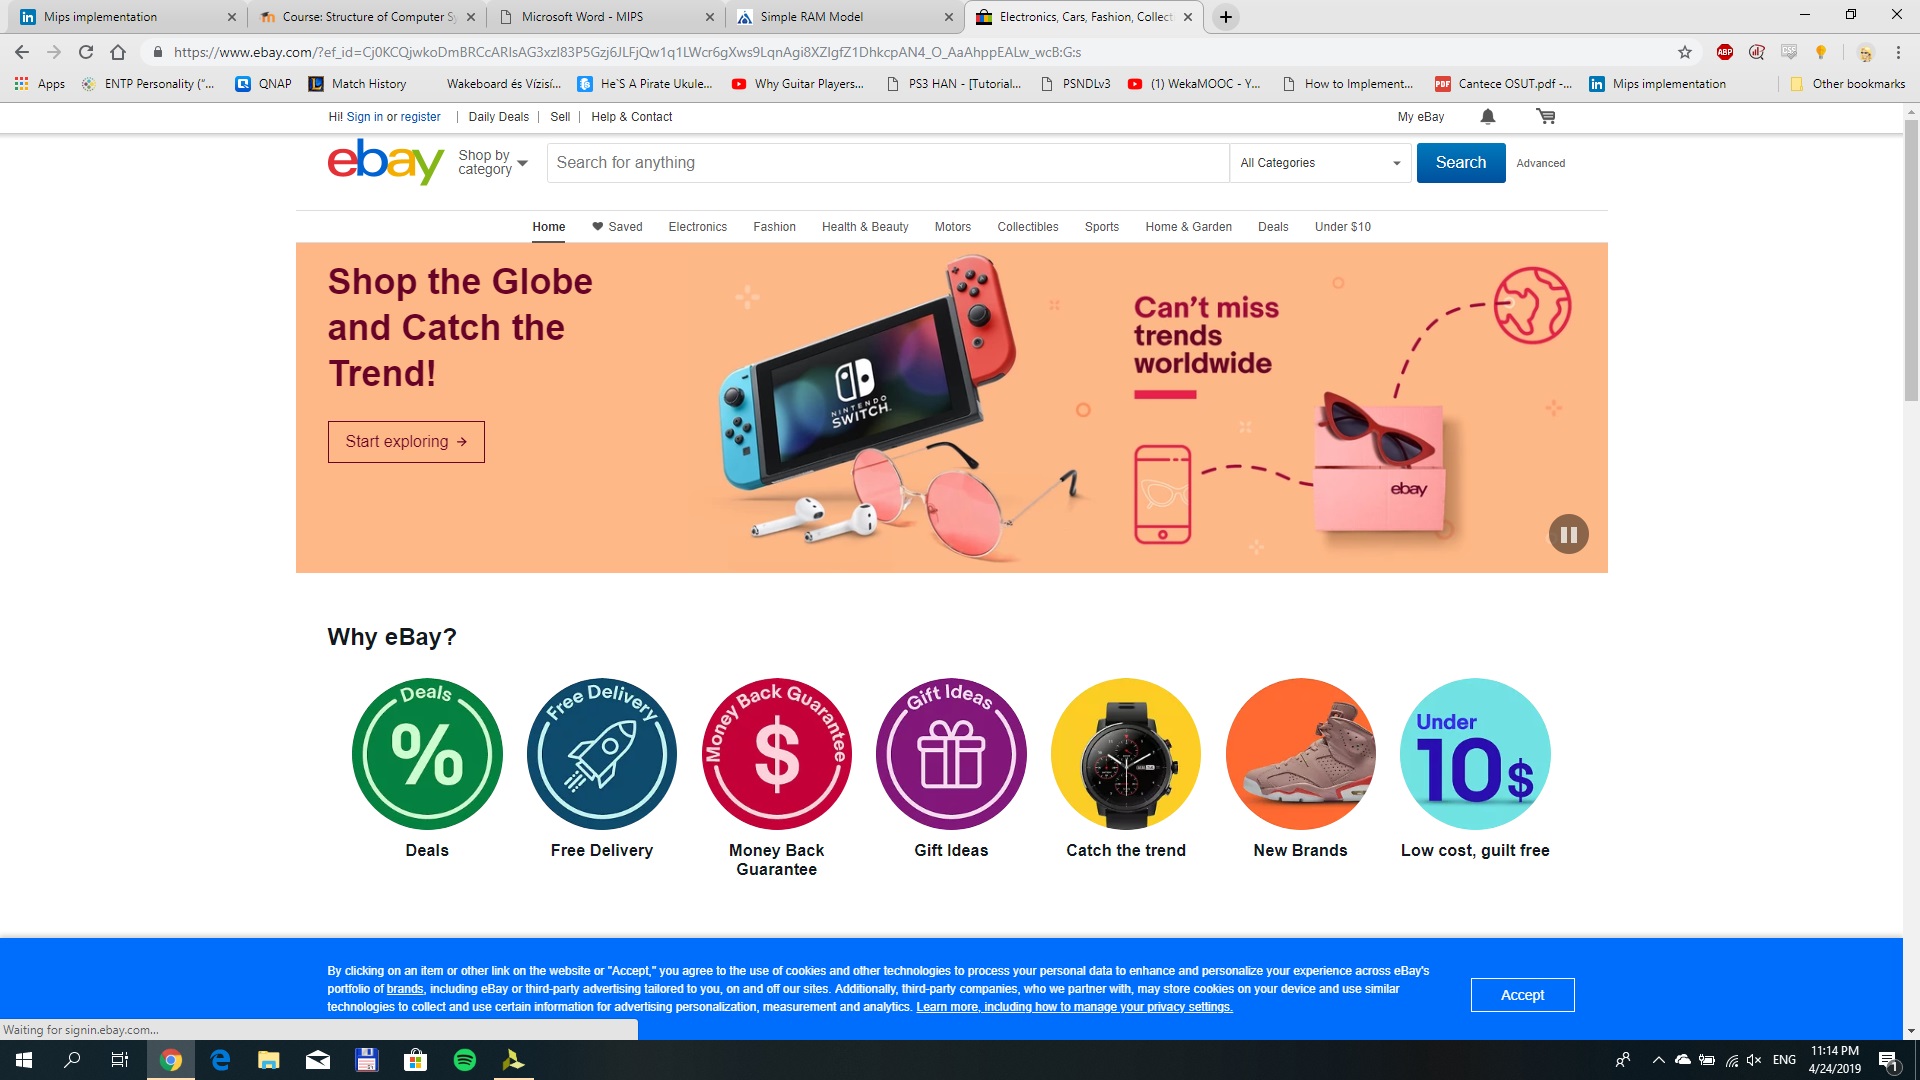 Mips implementation
Course: Structure of Computer Sy
Microsoft Word - MIPS
Simple RAM Model
Electronics, Cars, Fashion, Collect
https://www.ebay.com/?ef_id=Cj0KCQjwkoDmBRCcARIsAG3xzI83P5Gzj6JLFjQw1q1LWcr6gXws9LqnAgi8XZIgfZ1DhkcpAN4_O_AaAhppEALw_wcB:G:s
ABP
Apps
ENTP Personality ("...
QNAP
Match History
Wakeboard és Vízisí...
He`S A Pirate Ukule...
Why Guitar Players...
PS3 HAN - [Tutorial...
PSNDLv3
(1) WekaMOOC - Y...
How to Implement...
PDF
Cantece OSUT.pdf -...
Mips implementation
Other bookmarks
Hi! Sign in or register
Daily Deals
Sell
Help & Contact
My eBay
ebay
Shop by
category
Search for anything
All Categories
Search
Advanced
Home
Saved
Electronics
Fashion
Health & Beauty
Motors
Collectibles
Sports
Home & Garden
Deals
Under $10
Shop the Globe
and Catch the
Trend!
Start exploring
NINTENDO
SWITCH
Can't miss
trends
worldwide
ebay
Why eBay?
Deals
%
Free Delivery
Money Back Guarantee
$
Gift Ideas
Under
10$
Deals
Free Delivery
Money Back
Guarantee
Gift Ideas
Catch the trend
New Brands
Low cost, guilt free
By clicking on an item or other link on the website or "Accept," you agree to the use of cookies and other technologies to process your personal data to enhance and personalize your experience across eBay's
portfolio of brands, including eBay or third-party advertising tailored to you, on and off our sites. Additionally, third-party companies, who we partner with, may store cookies on your device and use similar
technologies to collect and use certain information for advertising personalization, measurement and analytics. Learn more, including how to manage your privacy settings.
Accept
Waiting for signin.ebay.com...
ENG
11:14 PM
4/24/2019
1